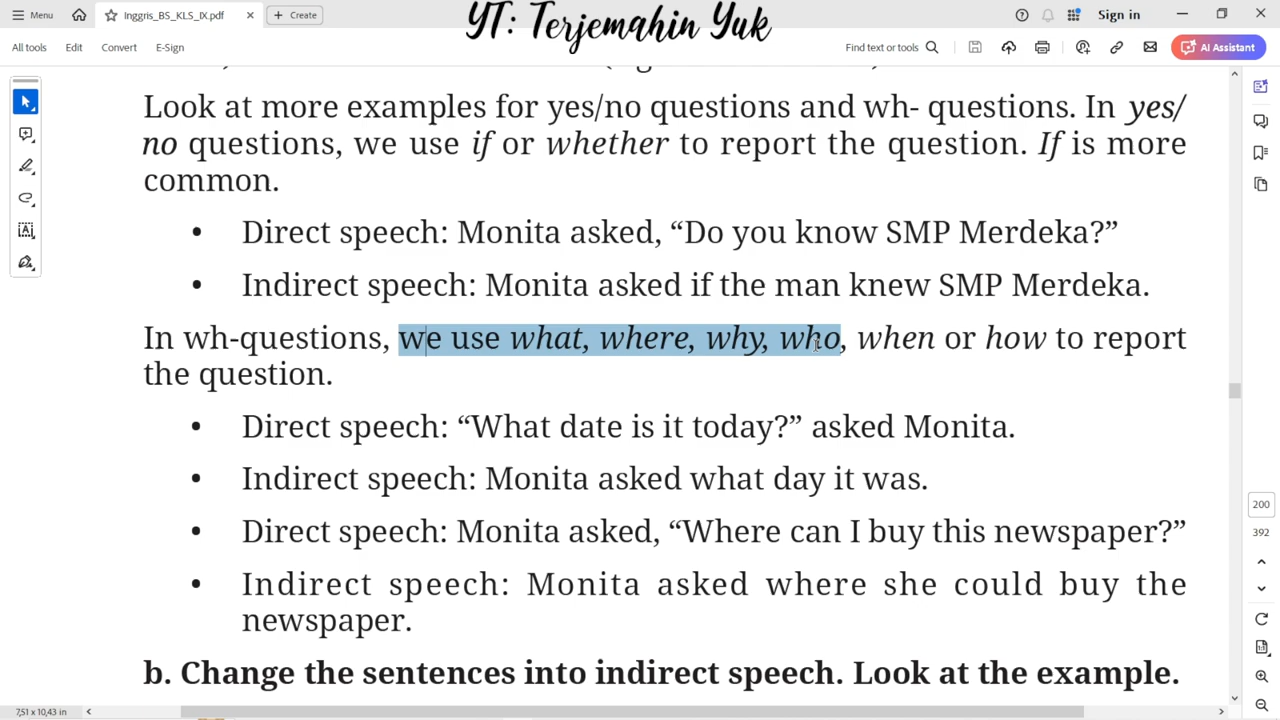 Menu
Inggris_BS_KLS_IX.pdf
Create
YT: Terjemahin Yuk
Sign in
All tools
Edit
Convert
E-Sign
Find text or tools
AI Assistant
Look at more examples for yes/no questions and wh- questions. In yes/
no questions, we use if or whether to report the question. If is more
common.
• Direct speech: Monita asked, “Do you know SMP Merdeka?”
• Indirect speech: Monita asked if the man knew SMP Merdeka.
In wh-questions, we use what, where, why, who, when or how to report
the question.
• Direct speech: “What date is it today?” asked Monita.
• Indirect speech: Monita asked what day it was.
• Direct speech: Monita asked, “Where can I buy this newspaper?”
• Indirect speech: Monita asked where she could buy the
newspaper.
b. Change the sentences into indirect speech. Look at the example.
200
392
7,51 x 10,43 in